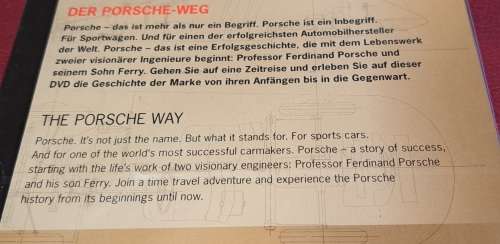 DER PORSCHE-WEG
Porsche – das ist mehr als nur ein Begriff. Porsche ist ein Inbegriff.
Für Sportwagen. Und für einen der erfolgreichsten Automobilhersteller
der Welt. Porsche – das ist eine Erfolgsgeschichte, die mit dem Lebenswerk
zweier visionärer Ingenieure beginnt: Professor Ferdinand Porsche und
seinem Sohn Ferry. Gehen Sie auf eine Zeitreise und erleben Sie auf dieser
DVD die Geschichte der Marke von ihren Anfängen bis in die Gegenwart.
THE PORSCHE WAY
Porsche. It's not just the name. But what it stands for. For sports cars.
And for one of the world's most successful carmakers. Porsche – a story of success,
starting with the life's work of two visionary engineers: Professor Ferdinand Porsche
and his son Ferry. Join a time travel adventure and experience the Porsche
history from its beginnings until now.